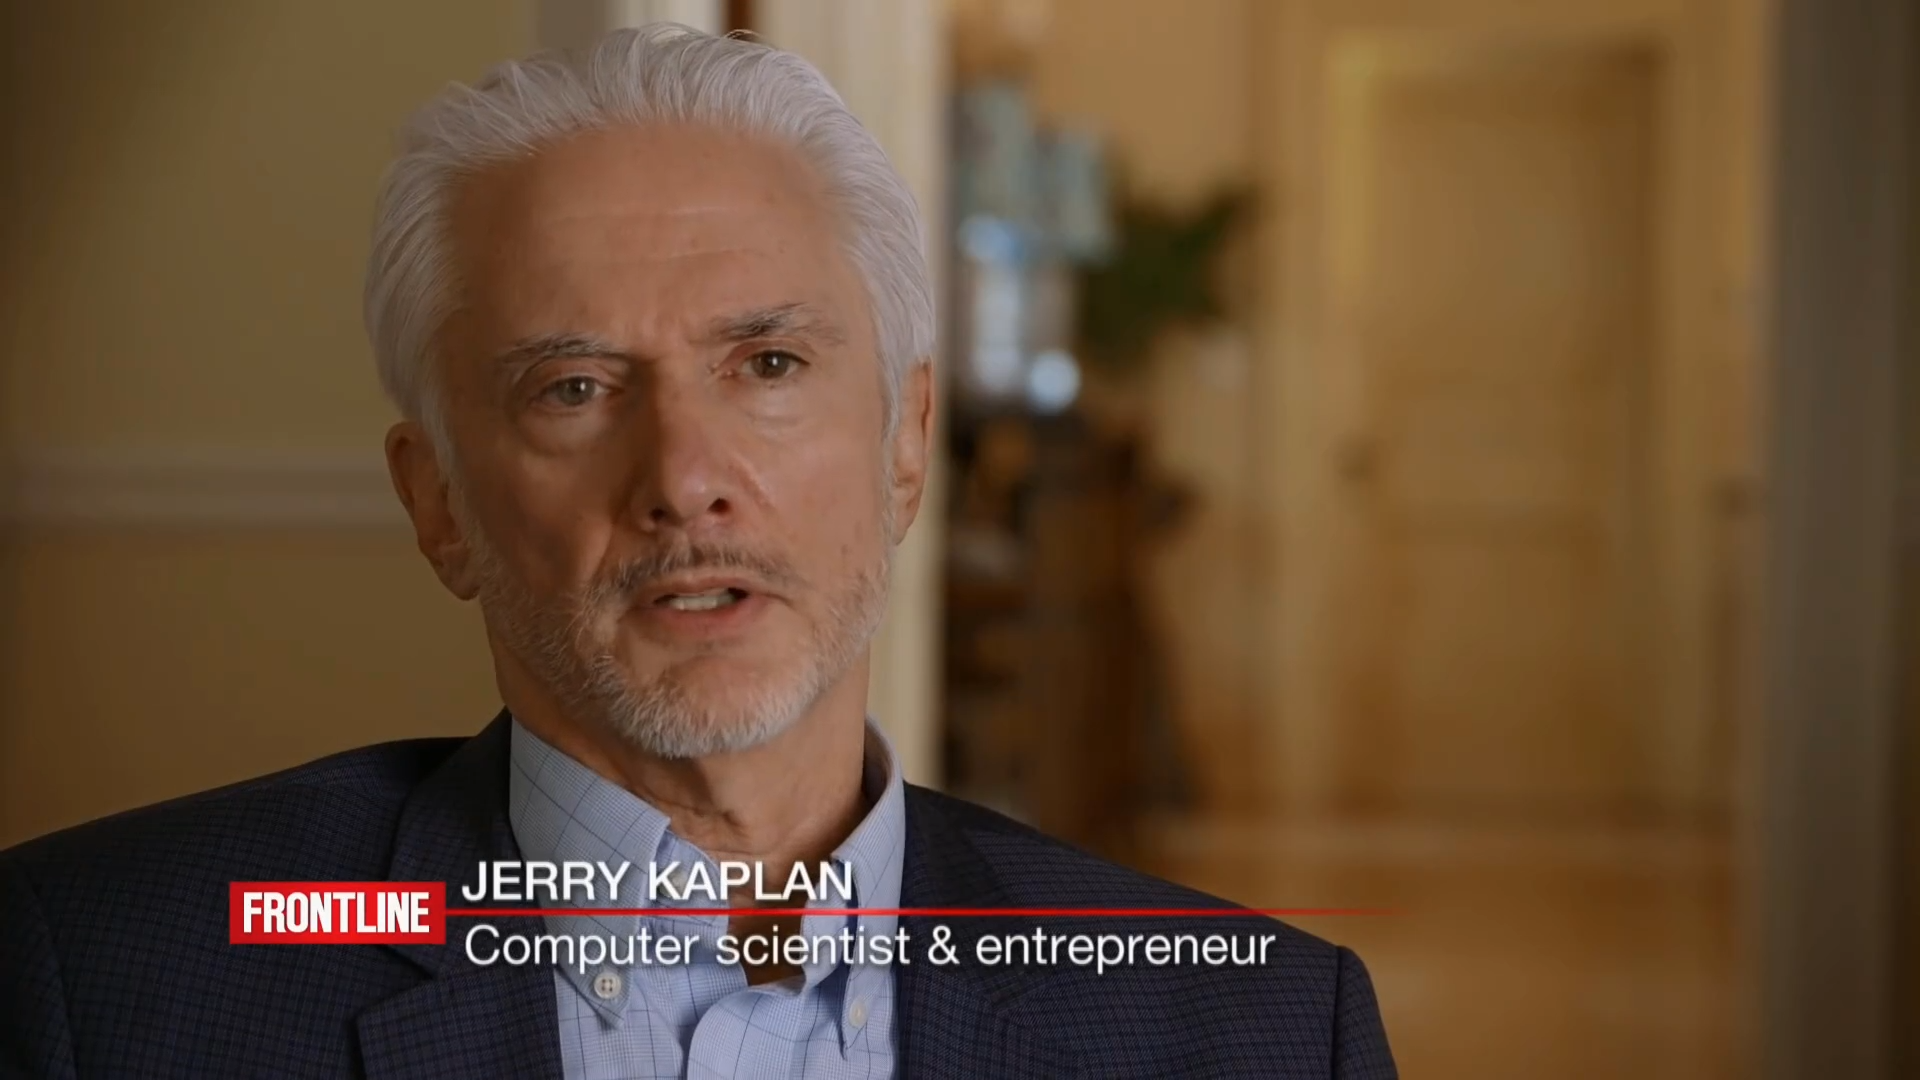 JERRY KAPLAN
FRONTLINE
Computer scientist & entrepreneur